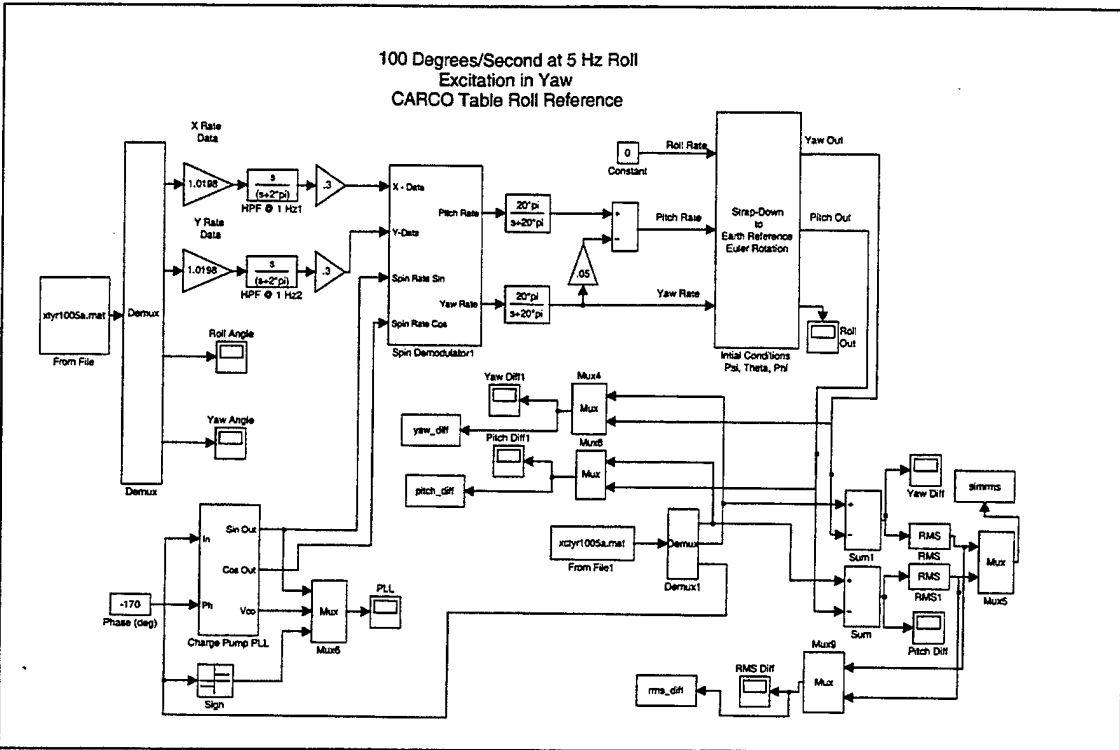 100 Degrees/Second at 5 Hz Roll
Excitation in Yaw
CARCO Table Roll Reference
X Rate
Data
1.0198
s
(s+2*pi)
HPF @ 1 Hz1
.3
Y Rate
Data
1.0198
s
(s+2*pi)
HPF @ 1 Hz2
.3
xtyr1005a.mat
From File
Demux
Demux
Roll Angle
Yaw Angle
X - Data
Y-Data
Spin Rate Sin
Spin Rate Cos
Pitch Rate
Yaw Rate
Spin Demodulator1
20*pi
s+20*pi
20*pi
s+20*pi
.05
+
−
0
Constant
Roll Rate
Pitch Rate
Yaw Rate
Strap-Down
to
Earth Reference
Euler Rotation
Intial Conditions
Psi, Theta, Phi
Yaw Out
Pitch Out
Roll
Out
Yaw Diff1
Mux4
Mux
yaw_diff
Pitch Diff1
Mux8
Mux
pitch_diff
xctyr1005a.mat
From File1
Demux
Demux1
+
−
Sum1
+
−
Sum
Yaw Diff
simrms
RMS
RMS
RMS
RMS1
Mux
Mux5
Pitch Diff
Mux9
Mux
RMS Diff
rms_diff
In
Ph
Sin Out
Cos Out
Vco
Charge Pump PLL
-170
Phase (deg)
Mux
Mux6
PLL
Sign